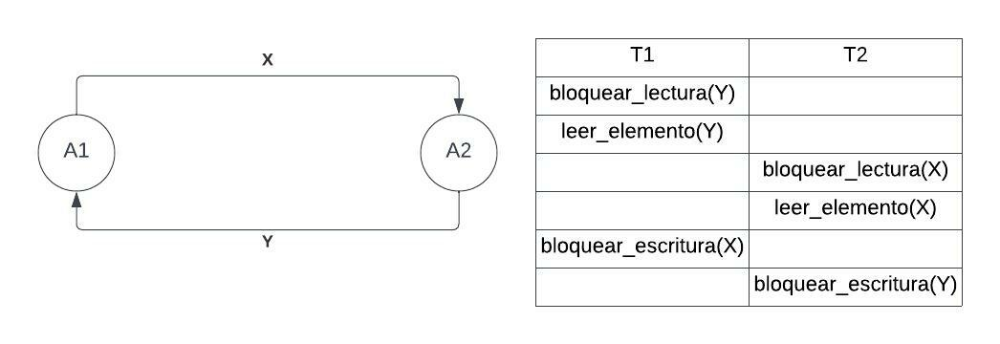 X
A1
A2
Y
T1 T2
bloquear_lectura(Y)
leer_elemento(Y)
bloquear_lectura(X)
leer_elemento(X)
bloquear_escritura(X)
bloquear_escritura(Y)